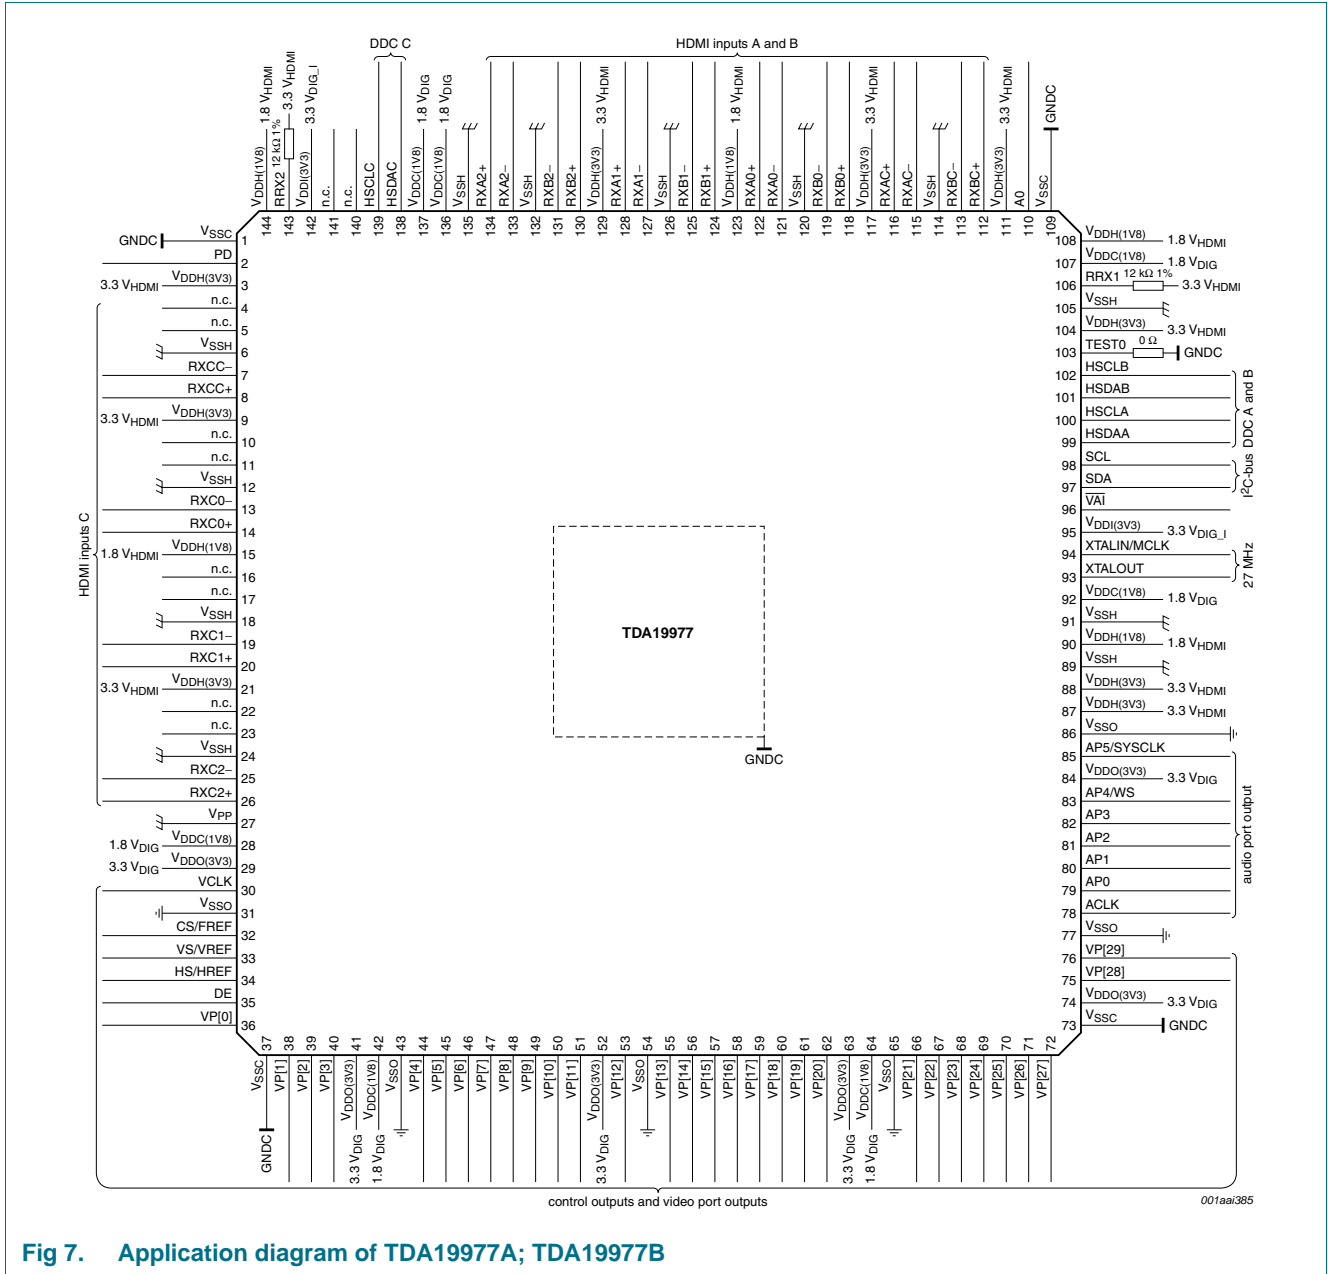 DDC C
HDMI inputs A and B
1.8 VHDMI
3.3 VHDMI
3.3 VDIG_I
1.8 VDIG
1.8 VDIG
3.3 VHDMI
1.8 VHDMI
3.3 VHDMI
3.3 VHDMI
GNDC
12 kΩ 1%
VDDH(1V8)
RRX2
VDDI(3V3)
n.c.
n.c.
HSCLC
HSDAC
VDDC(1V8)
VDDC(1V8)
VSSH
RXA2+
RXA2−
VSSH
RXB2−
RXB2+
VDDH(3V3)
RXA1+
RXA1−
VSSH
RXB1−
RXB1+
VDDH(1V8)
RXA0+
RXA0−
VSSH
RXB0−
RXB0+
VDDH(3V3)
RXAC+
RXAC−
VSSH
RXBC−
RXBC+
VDDH(3V3)
A0
VSSC
144 143 142 141 140 139 138 137 136 135 134 133 132 131 130 129 128 127 126 125 124 123 122 121 120 119 118 117 116 115 114 113 112 111 110 109
GNDC VSSC 1
PD 2
3.3 VHDMI VDDH(3V3) 3
n.c. 4
n.c. 5
VSSH 6
RXCC− 7
RXCC+ 8
3.3 VHDMI VDDH(3V3) 9
n.c. 10
n.c. 11
VSSH 12
RXC0− 13
RXC0+ 14
1.8 VHDMI VDDH(1V8) 15
n.c. 16
n.c. 17
VSSH 18
RXC1− 19
RXC1+ 20
3.3 VHDMI VDDH(3V3) 21
n.c. 22
n.c. 23
VSSH 24
RXC2− 25
RXC2+ 26
VPP 27
1.8 VDIG VDDC(1V8) 28
3.3 VDIG VDDO(3V3) 29
VCLK 30
VSSO 31
CS/FREF 32
VS/VREF 33
HS/HREF 34
DE 35
VP[0] 36
HDMI inputs C
TDA19977
GNDC
108 VDDH(1V8) 1.8 VHDMI
107 VDDC(1V8) 1.8 VDIG
106 RRX1 12 kΩ 1% 3.3 VHDMI
105 VSSH
104 VDDH(3V3) 3.3 VHDMI
103 TEST0 0 Ω GNDC
102 HSCLB
101 HSDAB
100 HSCLA
99 HSDAA
98 SCL
97 SDA
96 VAI
95 VDDI(3V3) 3.3 VDIG_I
94 XTALIN/MCLK
93 XTALOUT
92 VDDC(1V8) 1.8 VDIG
91 VSSH
90 VDDH(1V8) 1.8 VHDMI
89 VSSH
88 VDDH(3V3) 3.3 VHDMI
87 VDDH(3V3) 3.3 VHDMI
86 VSSO
85 AP5/SYSCLK
84 VDDO(3V3) 3.3 VDIG
83 AP4/WS
82 AP3
81 AP2
80 AP1
79 AP0
78 ACLK
77 VSSO
76 VP[29]
75 VP[28]
74 VDDO(3V3) 3.3 VDIG
73 VSSC GNDC
DDC A and B
I2C-bus
27 MHz
audio port output
37 38 39 40 41 42 43 44 45 46 47 48 49 50 51 52 53 54 55 56 57 58 59 60 61 62 63 64 65 66 67 68 69 70 71 72
VSSC
VP[1]
VP[2]
VP[3]
VDDO(3V3)
VDDC(1V8)
VSSO
VP[4]
VP[5]
VP[6]
VP[7]
VP[8]
VP[9]
VP[10]
VP[11]
VDDO(3V3)
VP[12]
VSSO
VP[13]
VP[14]
VP[15]
VP[16]
VP[17]
VP[18]
VP[19]
VP[20]
VDDO(3V3)
VDDC(1V8)
VSSO
VP[21]
VP[22]
VP[23]
VP[24]
VP[25]
VP[26]
VP[27]
GNDC
3.3 VDIG
1.8 VDIG
3.3 VDIG
3.3 VDIG
1.8 VDIG
control outputs and video port outputs
001aai385
Fig 7. Application diagram of TDA19977A; TDA19977B